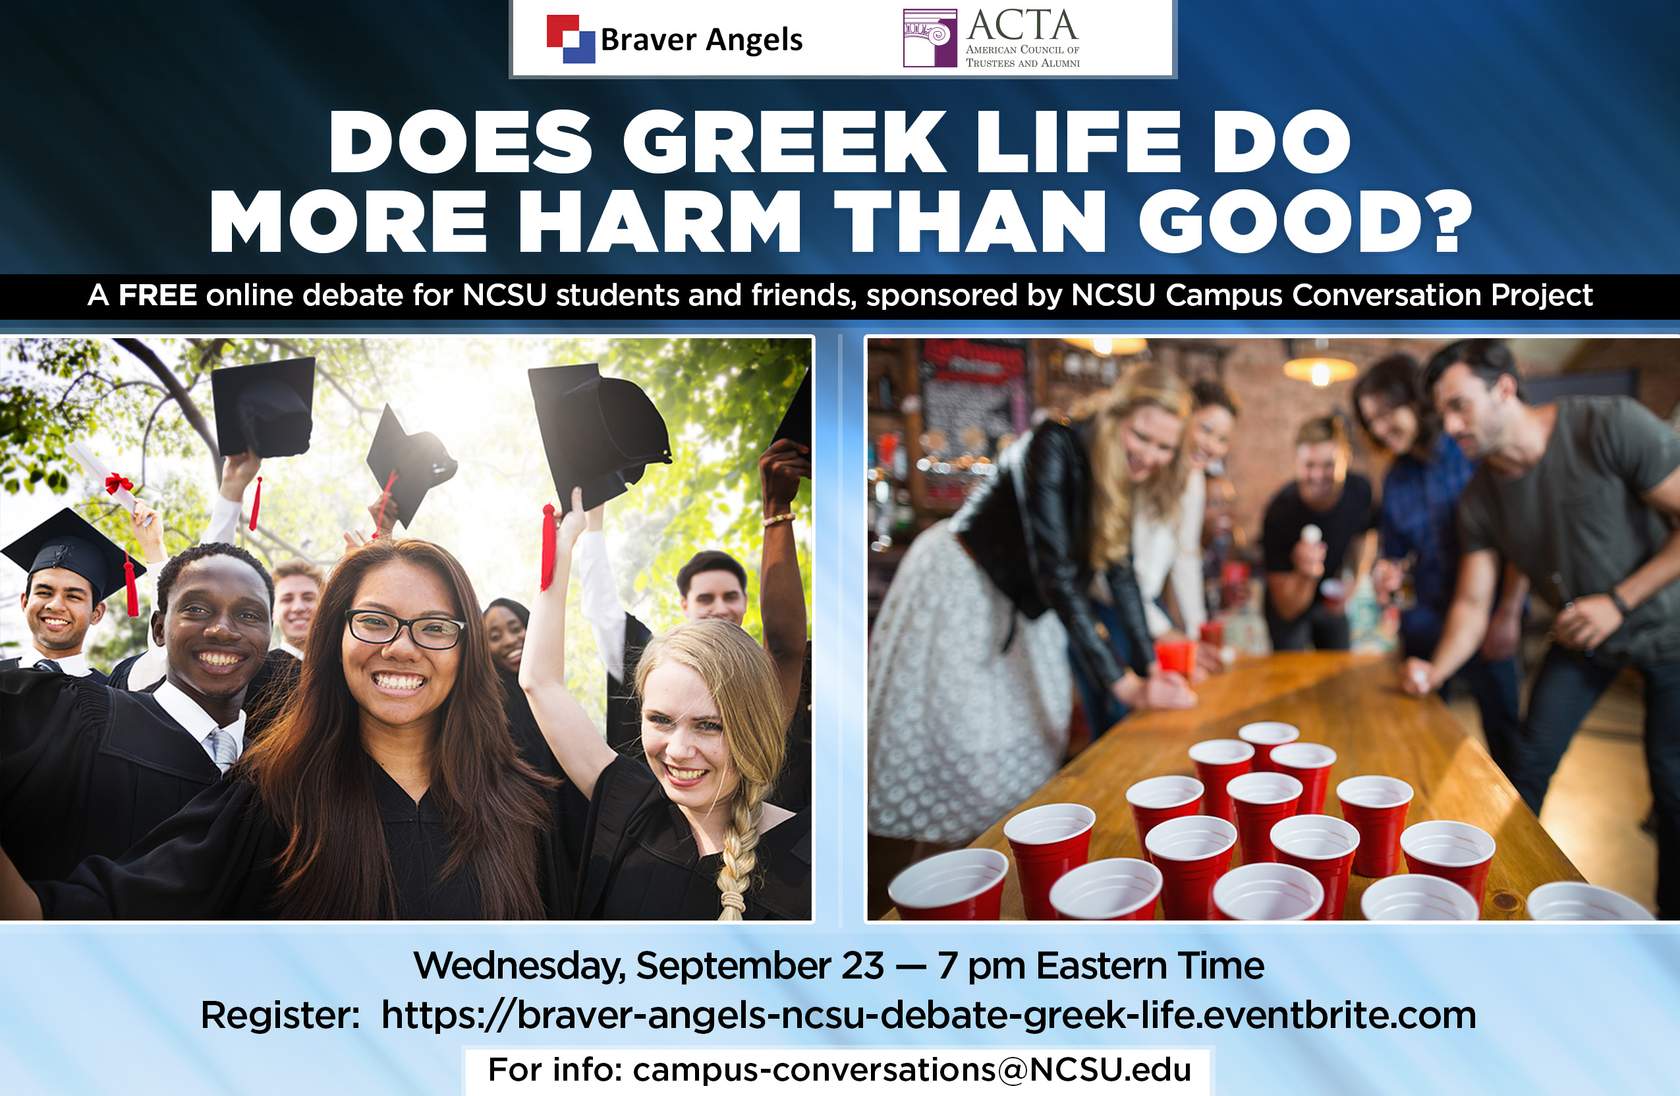 Braver Angels
ACTA
American Council of
Trustees and Alumni
DOES GREEK LIFE DO
MORE HARM THAN GOOD?
A FREE online debate for NCSU students and friends, sponsored by NCSU Campus Conversation Project
Wednesday, September 23 — 7 pm Eastern Time
Register: https://braver-angels-ncsu-debate-greek-life.eventbrite.com
For info: campus-conversations@NCSU.edu